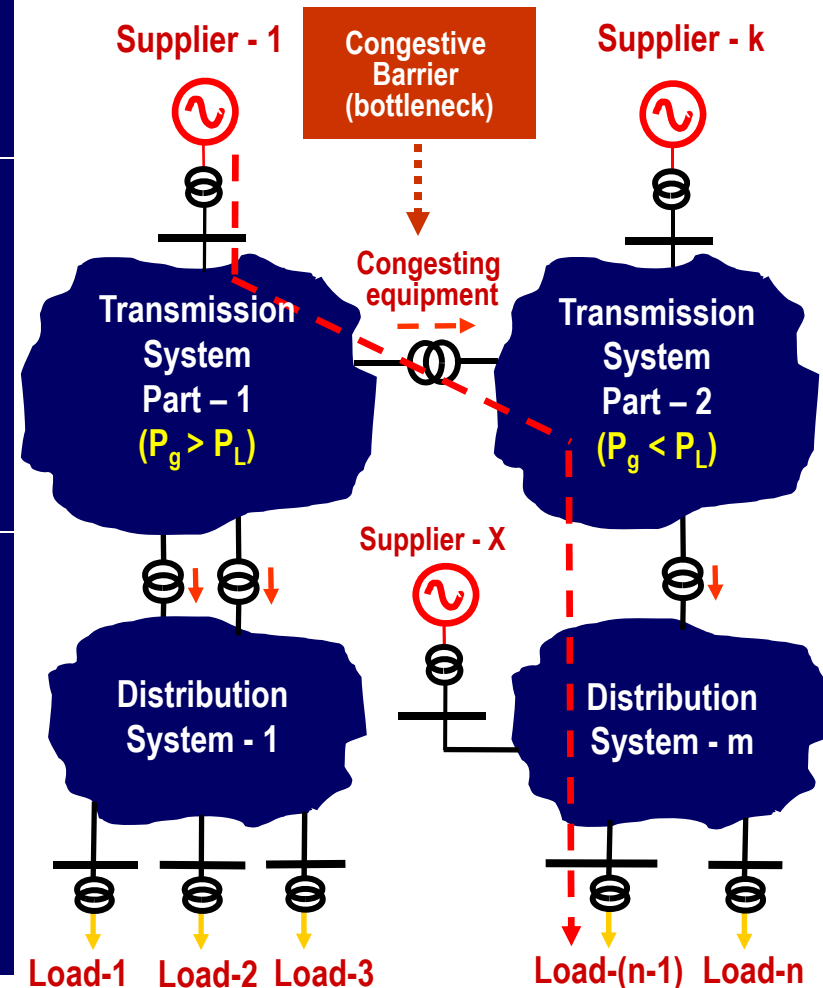 Supplier - 1
Congestive
Barrier
(bottleneck)
Supplier - k
Congesting
equipment
Transmission
System
Part – 1
(Pg > PL)
Transmission
System
Part – 2
(Pg < PL)
Supplier - X
Distribution
System - 1
Distribution
System - m
Load-1 Load-2 Load-3 Load-(n-1) Load-n